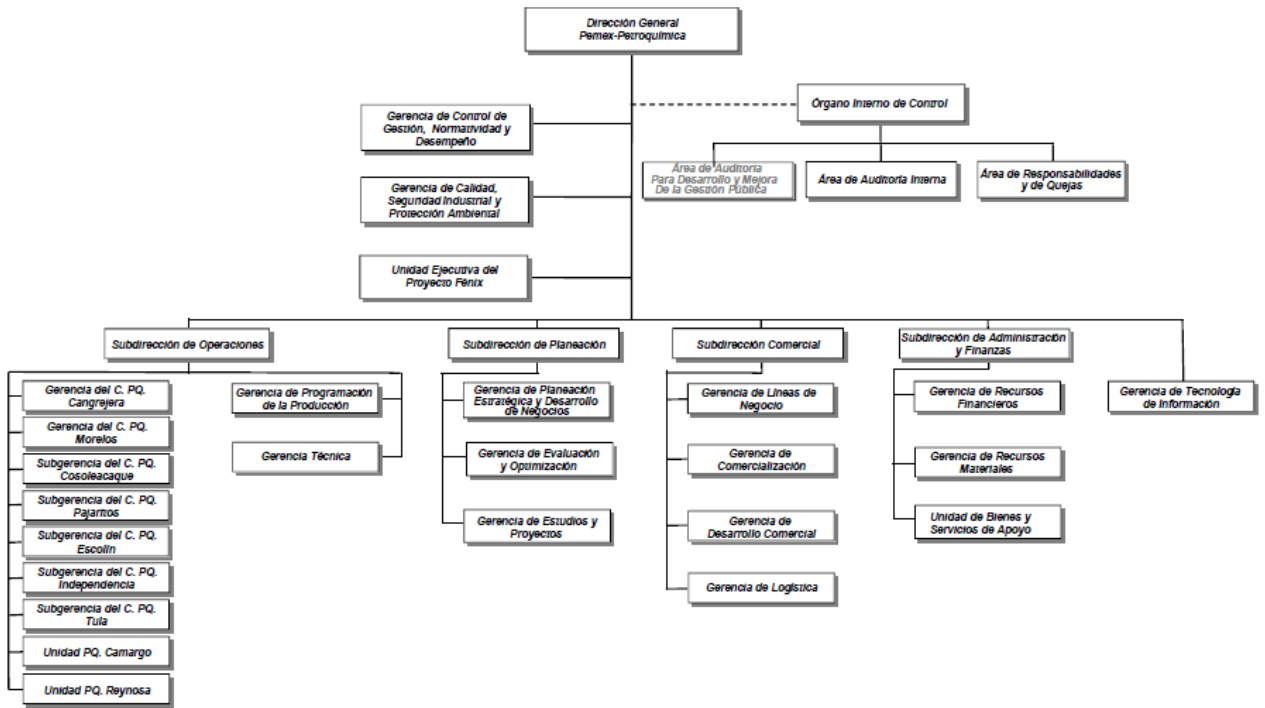 Dirección General
Pemex-Petroquímica
Órgano Interno de Control
Gerencia de Control de
Gestión, Normatividad y
Desempeño
Área de Auditoría
Para Desarrollo y Mejora
De la Gestión Pública
Área de Auditoría Interna
Área de Responsabilidades
y de Quejas
Gerencia de Calidad,
Seguridad Industrial y
Protección Ambiental
Unidad Ejecutiva del
Proyecto Fénix
Subdirección de Operaciones
Subdirección de Planeación
Subdirección Comercial
Subdirección de Administración
y Finanzas
Gerencia del C. PQ.
Cangrejera
Gerencia del C. PQ.
Morelos
Subgerencia del C. PQ.
Cosoleacaque
Subgerencia del C. PQ.
Pajaritos
Subgerencia del C. PQ.
Escolín
Subgerencia del C. PQ.
Independencia
Subgerencia del C. PQ.
Tula
Unidad PQ. Camargo
Unidad PQ. Reynosa
Gerencia de Programación
de la Producción
Gerencia Técnica
Gerencia de Planeación
Estratégica y Desarrollo
de Negocios
Gerencia de Evaluación
y Optimización
Gerencia de Estudios y
Proyectos
Gerencia de Líneas de
Negocio
Gerencia de
Comercialización
Gerencia de
Desarrollo Comercial
Gerencia de Logística
Gerencia de Recursos
Financieros
Gerencia de Recursos
Materiales
Unidad de Bienes y
Servicios de Apoyo
Gerencia de Tecnología
de Información